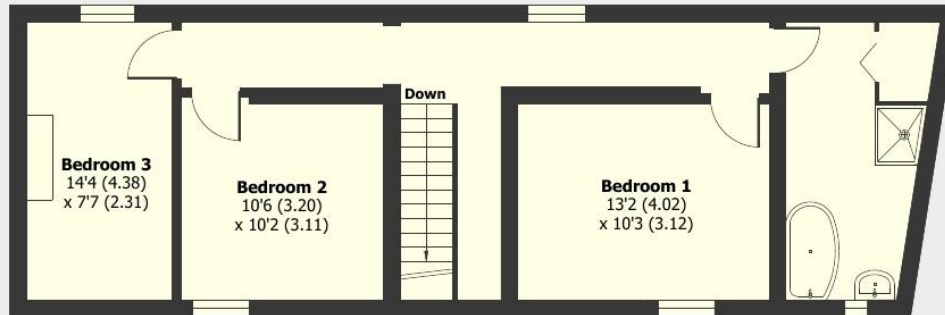 Down
Bedroom 3
14'4 (4.38)
x 7'7 (2.31)
Bedroom 2
10'6 (3.20)
x 10'2 (3.11)
Bedroom 1
13'2 (4.02)
x 10'3 (3.12)